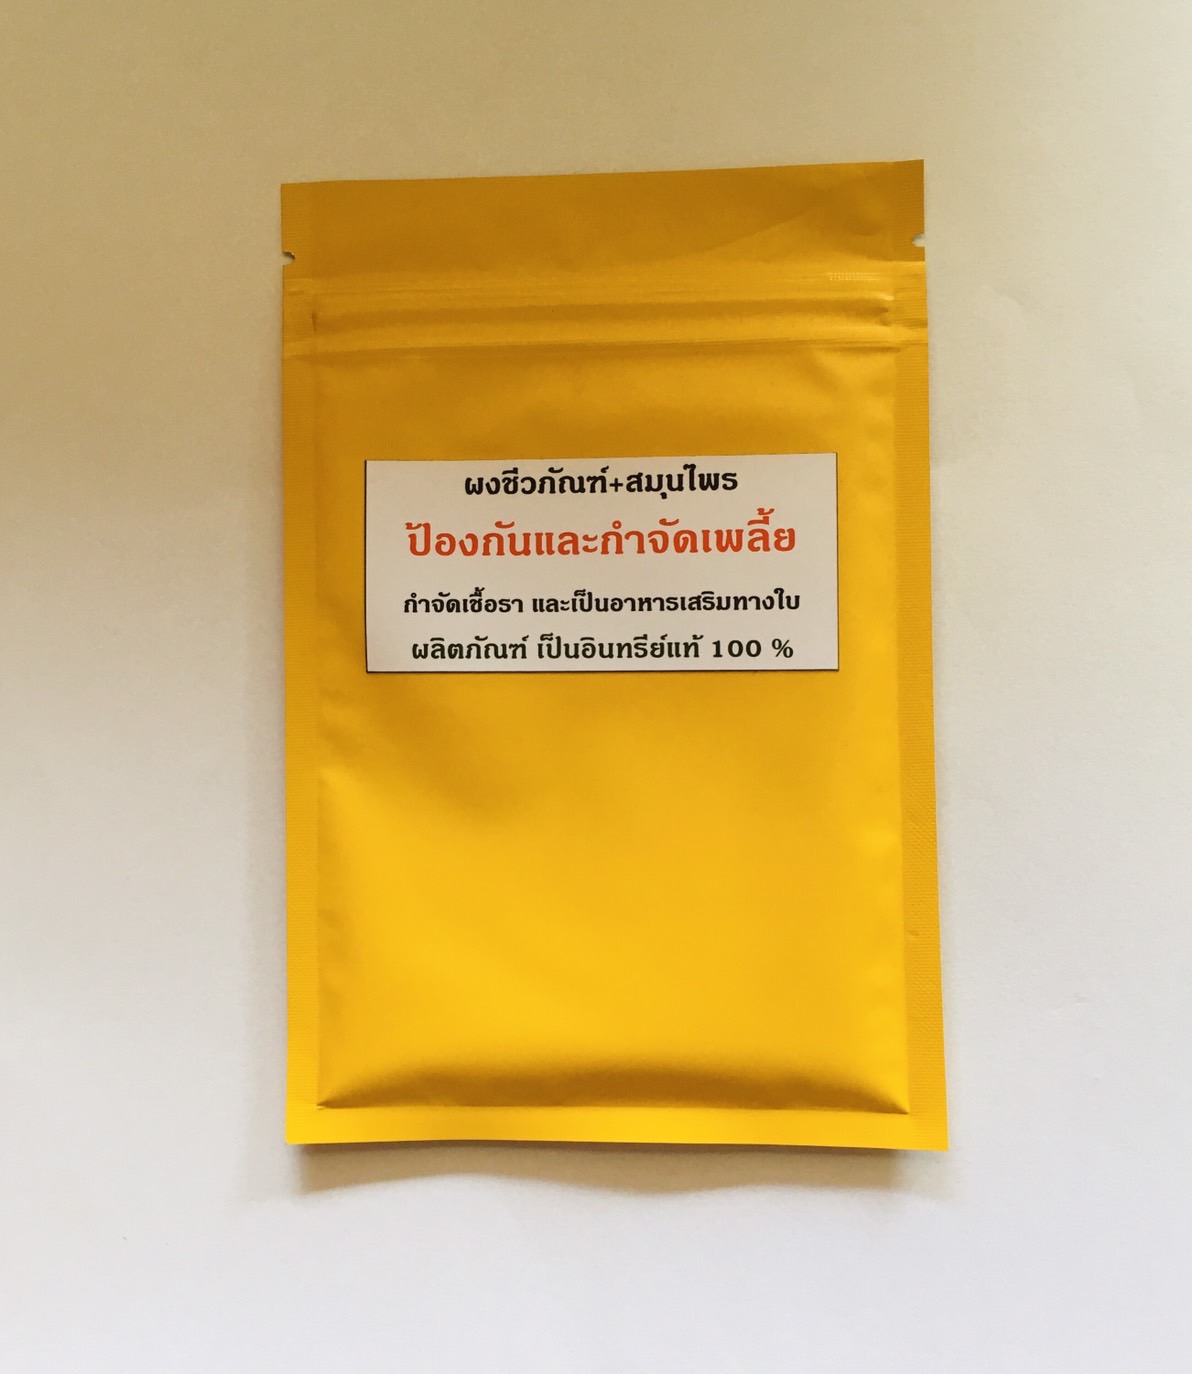 ผงชีวภัณฑ์+สมุนไพร
ป้องกันและกำจัดเพลี้ย
กำจัดเชื้อรา และเป็นอาหารเสริมทางใบ
ผลิตภัณฑ์ เป็นอินทรีย์แท้ 100 %